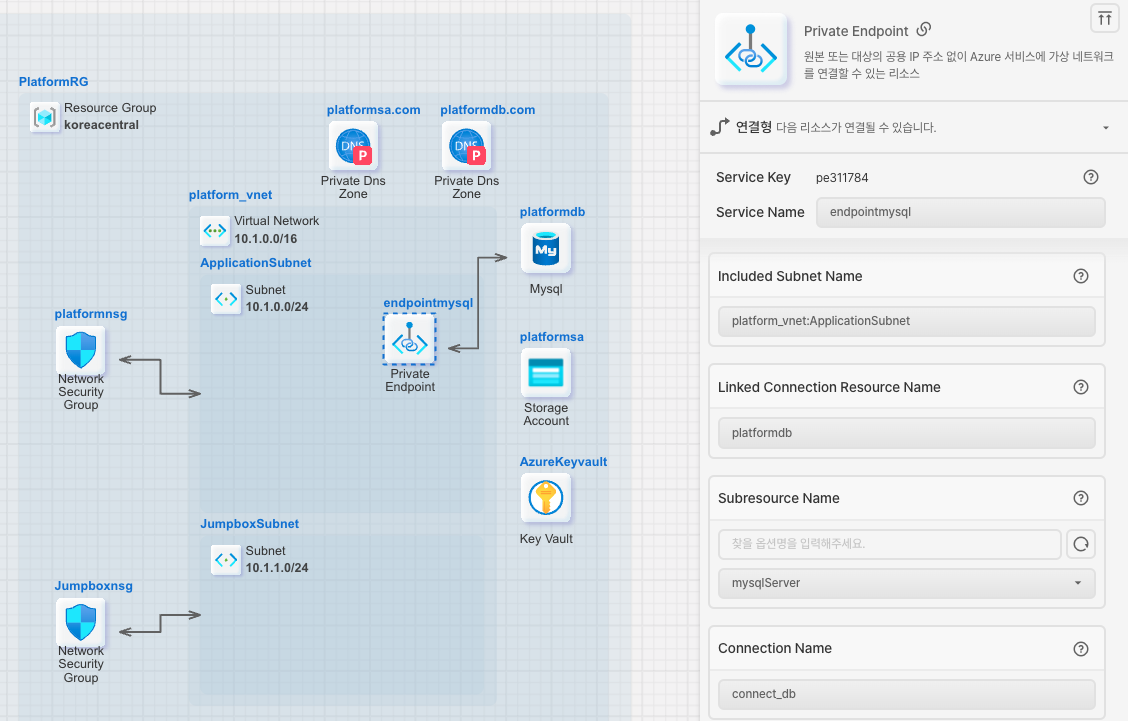 PlatformRG
Resource Group
koreacentral
platformsa.com
platformdb.com
DNS
P
DNS
P
Private Dns
Zone
Private Dns
Zone
platform_vnet
Virtual Network
10.1.0.0/16
platformdb
My
Mysql
ApplicationSubnet
Subnet
10.1.0.0/24
endpointmysql
Private
Endpoint
platformnsg
Network
Security
Group
platformsa
Storage
Account
AzureKeyvault
Key Vault
JumpboxSubnet
Subnet
10.1.1.0/24
Jumpboxnsg
Network
Security
Group
Private Endpoint
원본 또는 대상의 공용 IP 주소 없이 Azure 서비스에 가상 네트워크
를 연결할 수 있는 리소스
연결형 다음 리소스가 연결될 수 있습니다.
Service Key pe311784 ?
Service Name endpointmysql
Included Subnet Name ?
platform_vnet:ApplicationSubnet
Linked Connection Resource Name ?
platformdb
Subresource Name ?
찾을 옵션명을 입력해주세요.
mysqlServer
Connection Name ?
connect_db